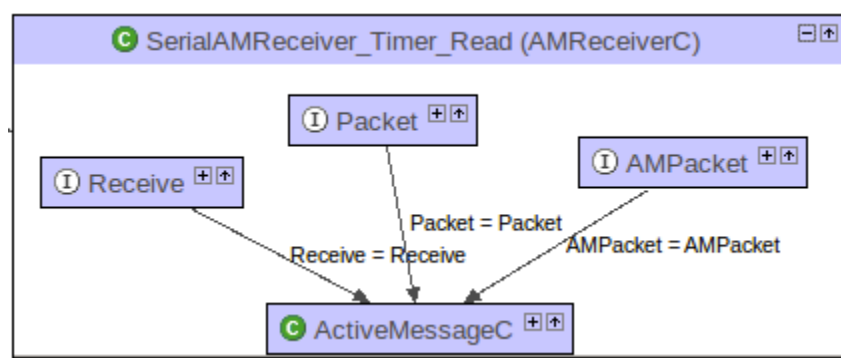 C SerialAMReceiver_Timer_Read (AMReceiverC)
I Packet
I AMPacket
I Receive
Packet = Packet
AMPacket = AMPacket
Receive = Receive
C ActiveMessageC